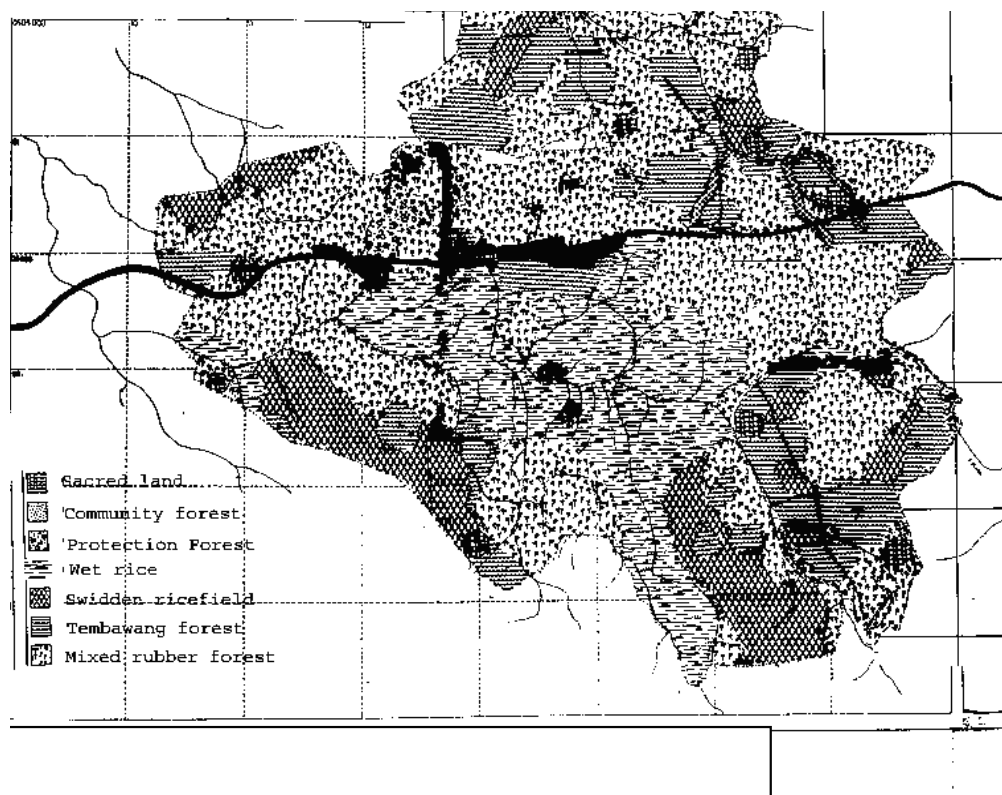 Sacred land
Community forest
Protection Forest
Wet rice
Swidden ricefield
Tembawang forest
Mixed rubber forest